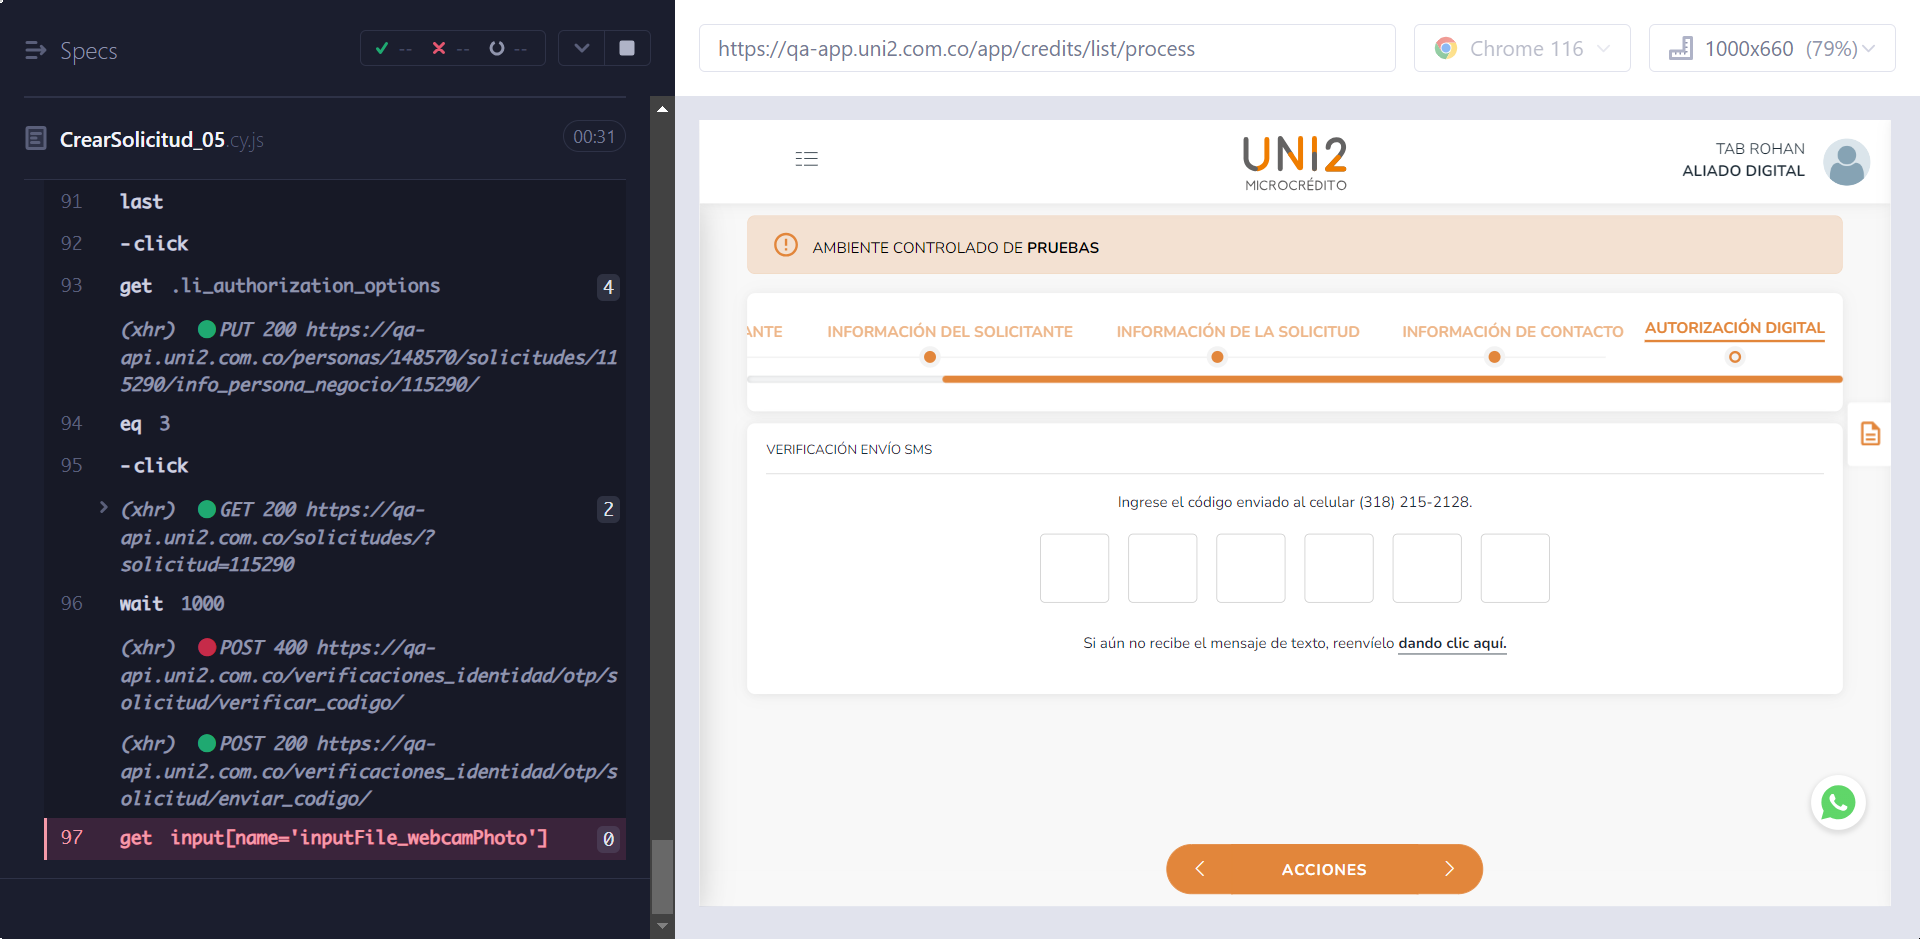 Specs
-- -- --
CrearSolicitud_05.cy.js
00:31
91 last
92 -click
93 get .li_authorization_options 4
(xhr) PUT 200 https://qa-
api.uni2.com.co/personas/148570/solicitudes/11
5290/info_persona_negocio/115290/
94 eq 3
95 -click
(xhr) GET 200 https://qa- 2
api.uni2.com.co/solicitudes/?
solicitud=115290
96 wait 1000
(xhr) POST 400 https://qa-
api.uni2.com.co/verificaciones_identidad/otp/s
olicitud/verificar_codigo/
(xhr) POST 200 https://qa-
api.uni2.com.co/verificaciones_identidad/otp/s
olicitud/enviar_codigo/
97 get input[name='inputFile_webcamPhoto'] 0
https://qa-app.uni2.com.co/app/credits/list/process
Chrome 116
1000x660 (79%)
UNI2
MICROCRÉDITO
TAB ROHAN
ALIADO DIGITAL
AMBIENTE CONTROLADO DE PRUEBAS
ANTE
INFORMACIÓN DEL SOLICITANTE
INFORMACIÓN DE LA SOLICITUD
INFORMACIÓN DE CONTACTO
AUTORIZACIÓN DIGITAL
VERIFICACIÓN ENVÍO SMS
Ingrese el código enviado al celular (318) 215-2128.
Si aún no recibe el mensaje de texto, reenvíelo dando clic aquí.
ACCIONES